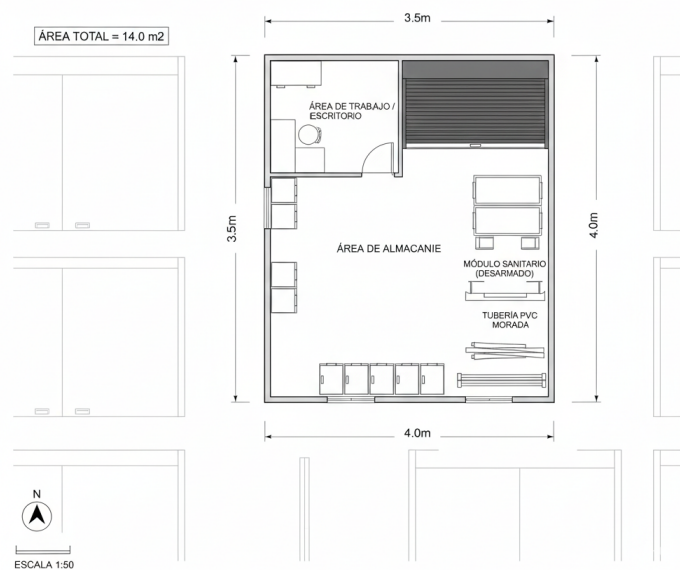 3.5m
ÁREA TOTAL = 14.0 m2
ÁREA DE TRABAJO /
ESCRITORIO
3.5m
4.0m
ÁREA DE ALMACANIE
MÓDULO SANITARIO
(DESARMADO)
TUBERÍA PVC
MORADA
4.0m
N
ESCALA 1:50